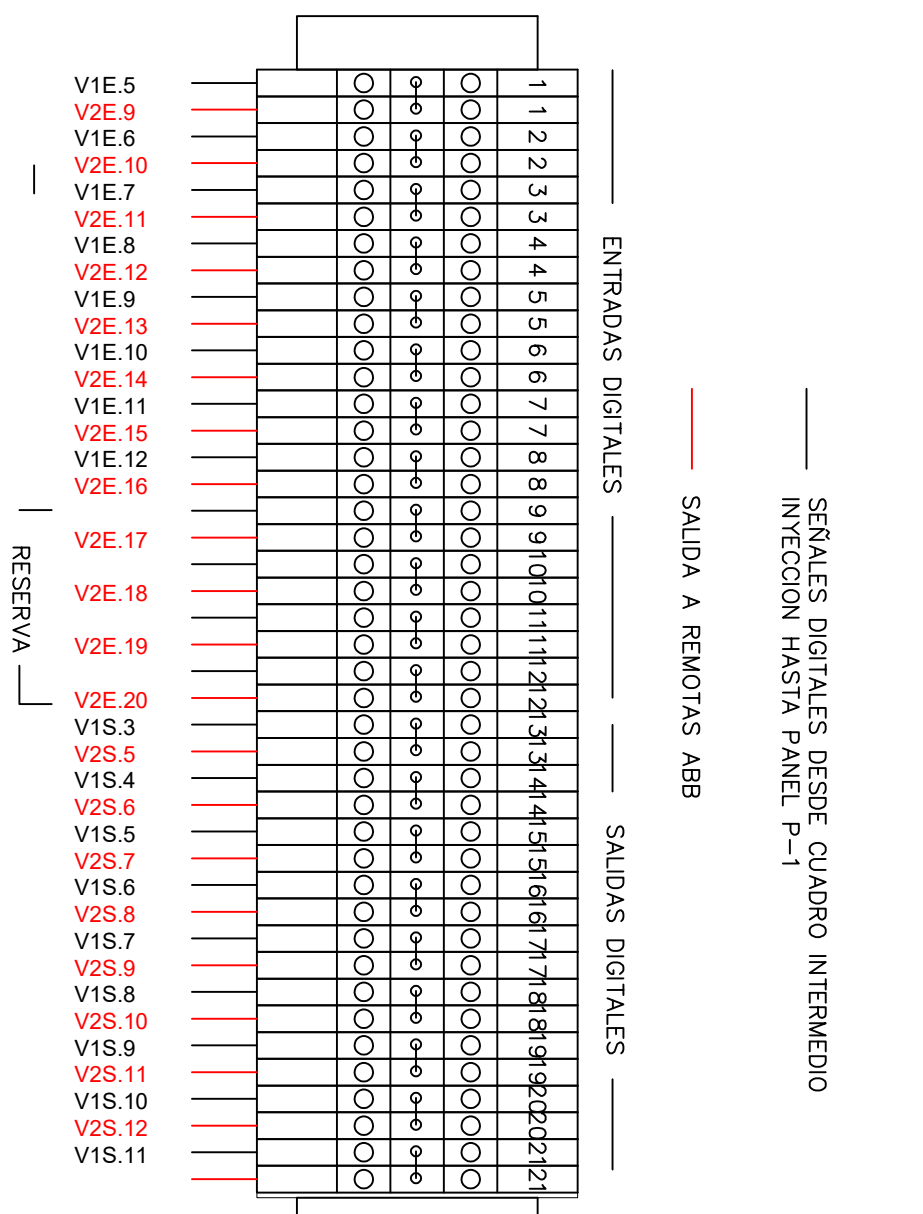 V1E.5 1
V2E.9 1
V1E.6 2
V2E.10 2
V1E.7 3
V2E.11 3
V1E.8 4
V2E.12 4
V1E.9 5
V2E.13 5
V1E.10 6
V2E.14 6
V1E.11 7
V2E.15 7
V1E.12 8
V2E.16 8
9
V2E.17 9
10
V2E.18 10
11
V2E.19 11
12
V2E.20 12
V1S.3 13
V2S.5 13
V1S.4 14
V2S.6 14
V1S.5 15
V2S.7 15
V1S.6 16
V2S.8 16
V1S.7 17
V2S.9 17
V1S.8 18
V2S.10 18
V1S.9 19
V2S.11 19
V1S.10 20
V2S.12 20
V1S.11 21
21
RESERVA
ENTRADAS DIGITALES
SALIDAS DIGITALES
SALIDA A REMOTAS ABB
SEÑALES DIGITALES DESDE CUADRO INTERMEDIO
INYECCION HASTA PANEL P-1